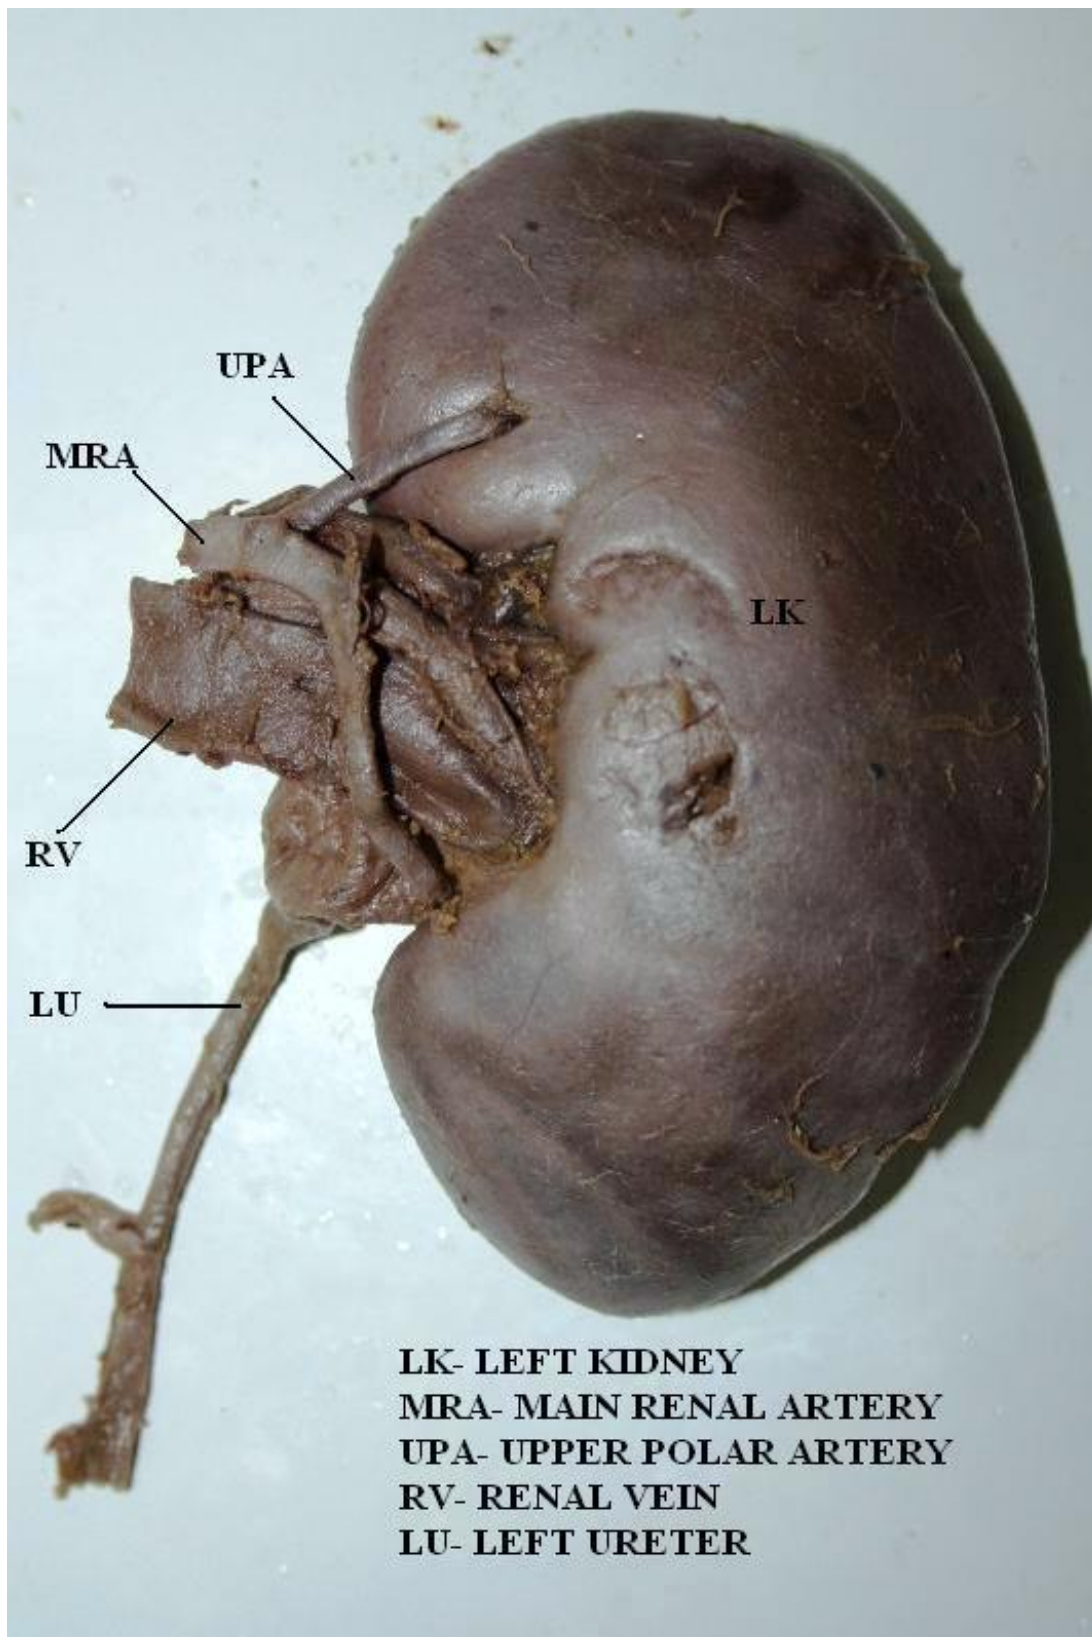 UPA
MRA
LK
RV
LU
LK- LEFT KIDNEY
MRA- MAIN RENAL ARTERY
UPA- UPPER POLAR ARTERY
RV- RENAL VEIN
LU- LEFT URETER